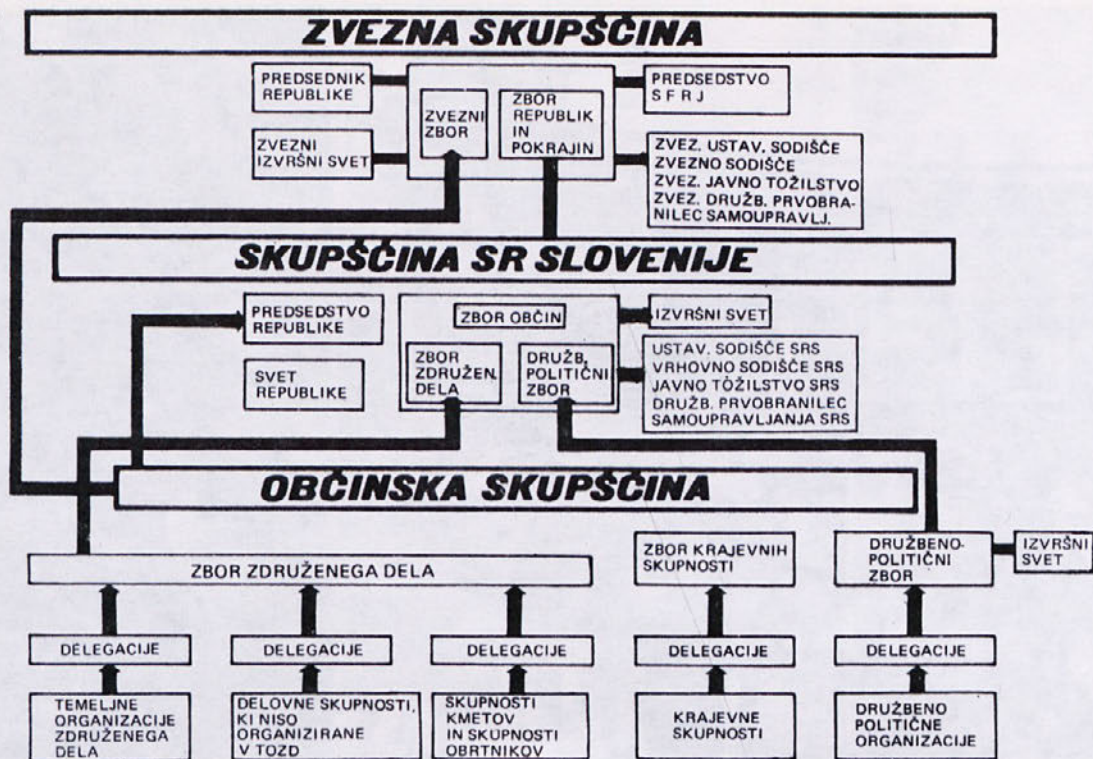 ZVEZNA SKUPŠČINA
PREDSEDNIK
REPUBLIKE
ZVEZNI
IZVRŠNI SVET
ZVEZNI
ZBOR
ZBOR
REPUBLIK
IN
POKRAJIN
PREDSEDSTVO
S F R J
ZVEZ. USTAV. SODIŠČE
ZVEZNO SODIŠČE
ZVEZ. JAVNO TOŽILSTVO
ZVEZ. DRUŽB. PRVOBRA-
NILEC SAMOUPRAVLJ.
SKUPŠČINA SR SLOVENIJE
PREDSEDSTVO
REPUBLIKE
SVET
REPUBLIKE
ZBOR OBČIN
ZBOR
ZDRUŽEN.
DELA
DRUŽB.
POLITIČNI
ZBOR
IZVRŠNI SVET
USTAV. SODIŠČE SRS
VRHOVNO SODIŠČE SRS
JAVNO TOŽILSTVO SRS
DRUŽB. PRVOBRANILEC
SAMOUPRAVLJANJA SRS
OBČINSKA SKUPŠČINA
ZBOR ZDRUŽENEGA DELA
ZBOR KRAJEVNIH
SKUPNOSTI
DRUŽBENO-
POLITIČNI
ZBOR
IZVRŠNI
SVET
DELEGACIJE
DELEGACIJE
DELEGACIJE
DELEGACIJE
DELEGACIJE
TEMELJNE
ORGANIZACIJE
ZDRUŽENEGA
DELA
DELOVNE SKUPNOSTI,
KI NISO
ORGANIZIRANE
V TOZD
SKUPNOSTI
KMETOV
IN SKUPNOSTI
OBRTNIKOV
KRAJEVNE
SKUPNOSTI
DRUŽBENO
POLITIČNE
ORGANIZACIJE